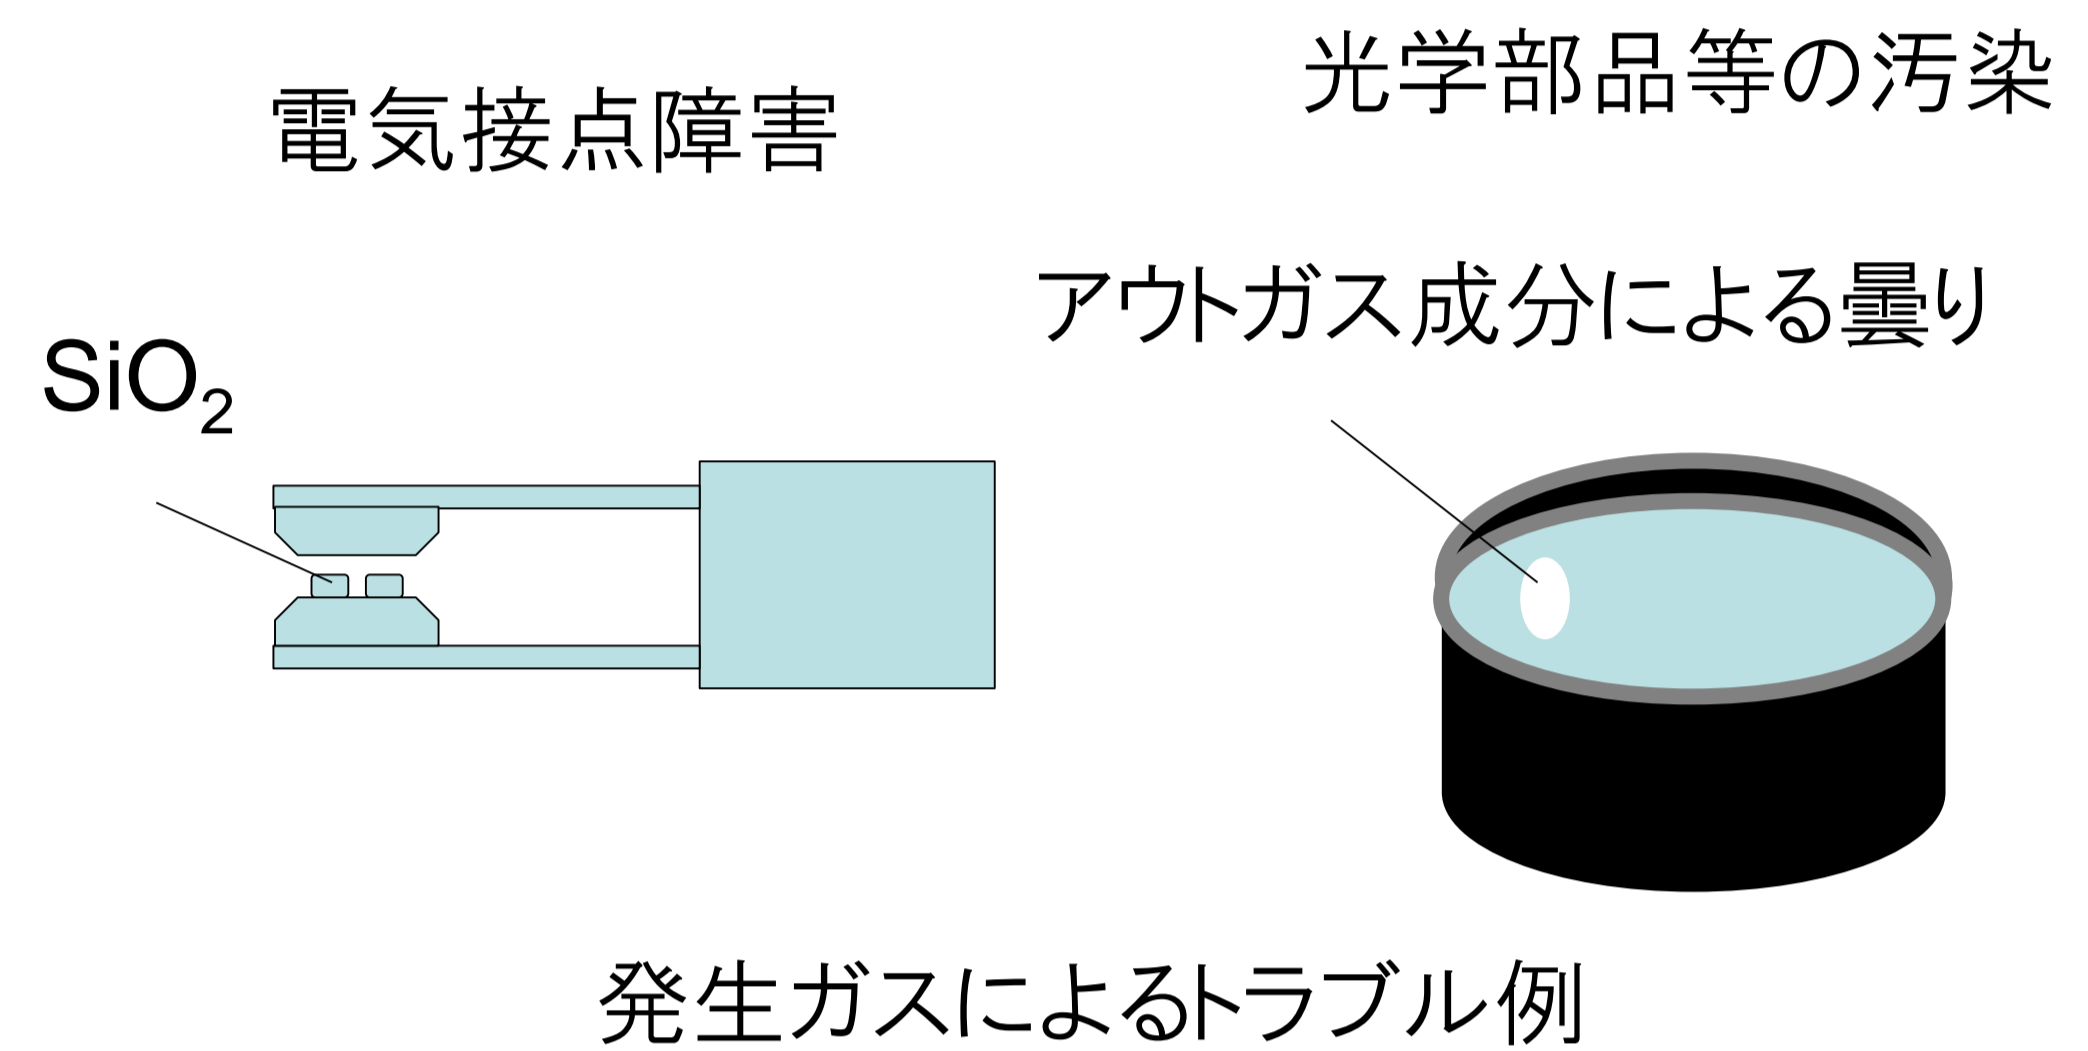 電気接点障害
光学部品等の汚染
アウトガス成分による曇り
SiO₂
発生ガスによるトラブル例